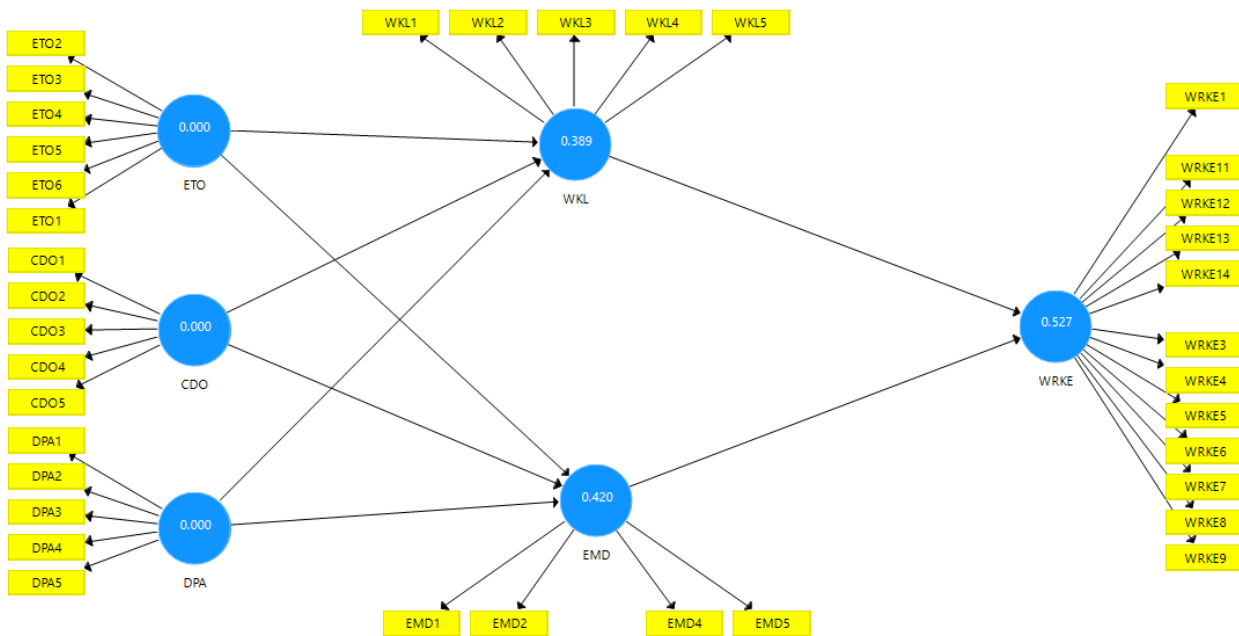 WKL1
WKL2
WKL3
WKL4
WKL5
ETO2
ETO3
ETO4
ETO5
ETO6
ETO1
0.000
ETO
0.389
WKL
CDO1
CDO2
CDO3
CDO4
CDO5
0.000
CDO
DPA1
DPA2
DPA3
DPA4
DPA5
0.000
DPA
0.420
EMD
EMD1
EMD2
EMD4
EMD5
0.527
WRKE
WRKE1
WRKE11
WRKE12
WRKE13
WRKE14
WRKE3
WRKE4
WRKE5
WRKE6
WRKE7
WRKE8
WRKE9